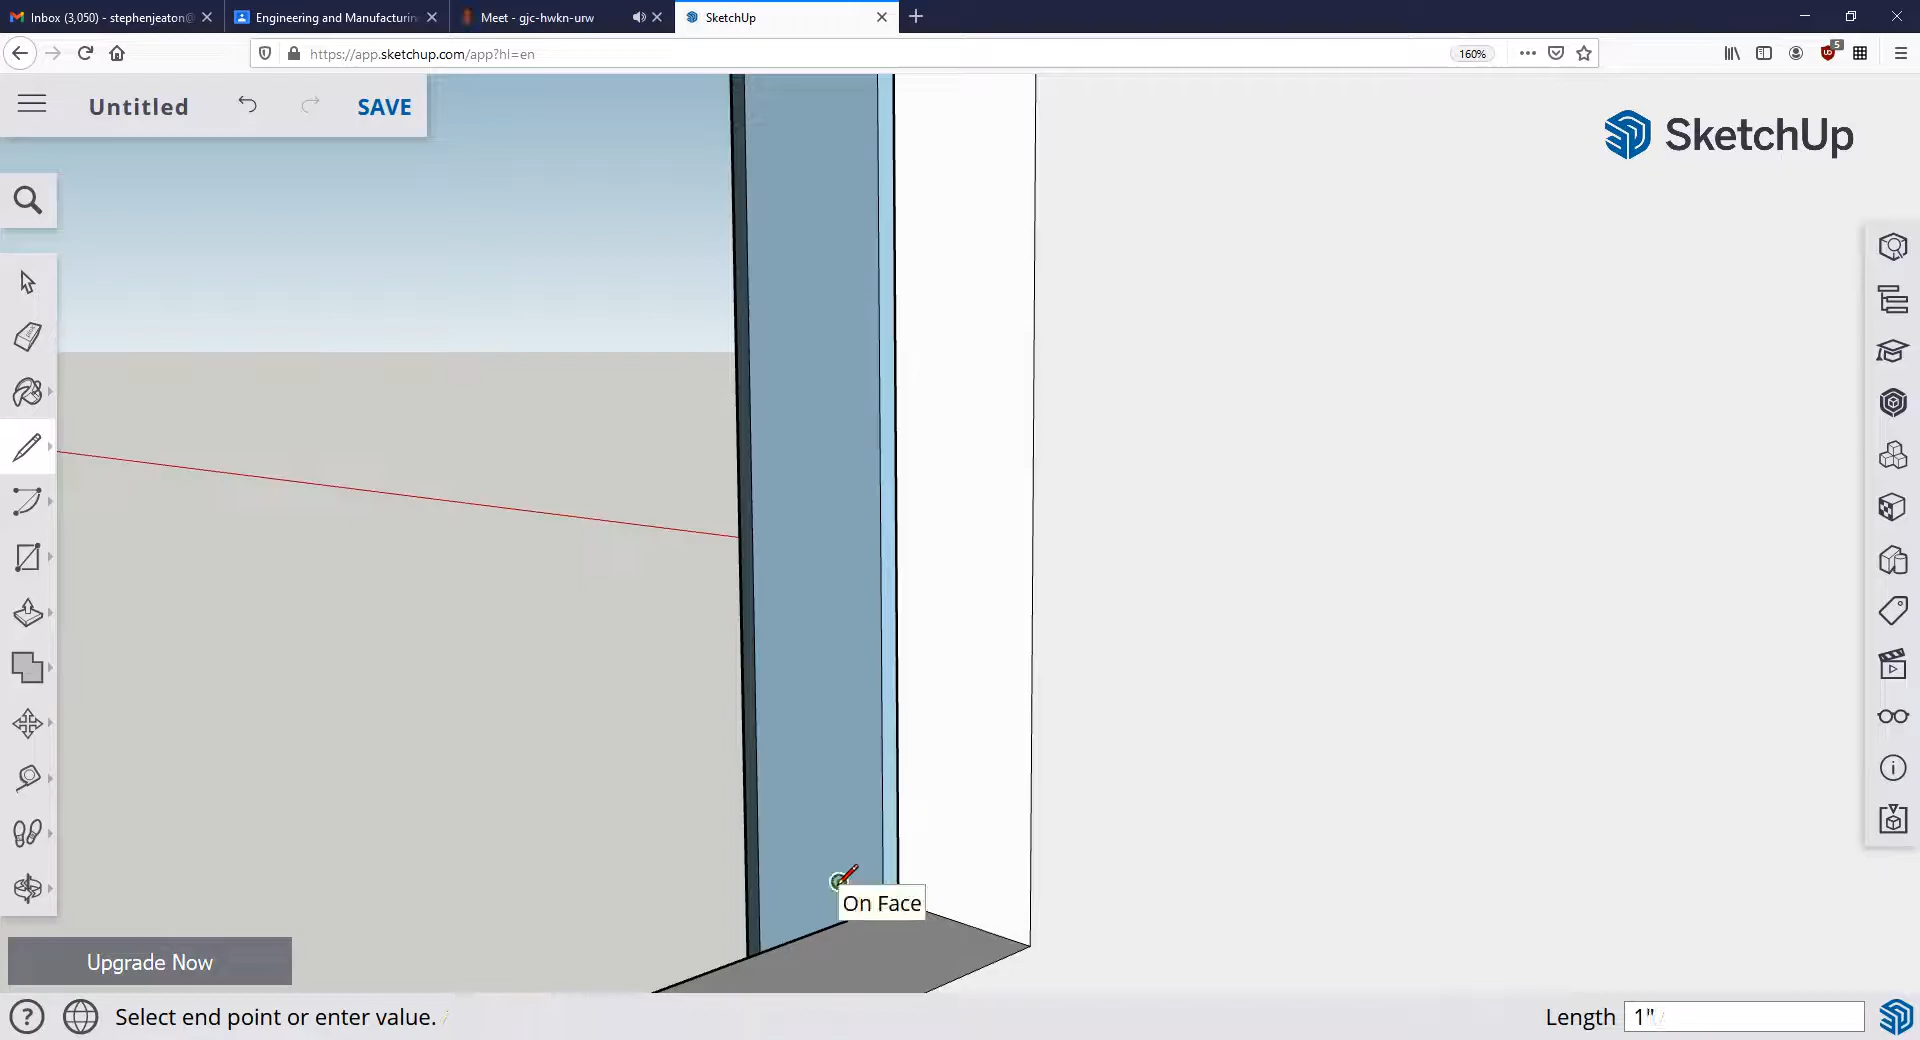 Inbox (3,050) - stephenjeaton@
Engineering and Manufacturin
Meet - gjc-hwkn-urw
SketchUp
https://app.sketchup.com/app?hl=en
160%
5
Untitled
SAVE
SketchUp
On Face
Upgrade Now
Select end point or enter value.
Length 1"